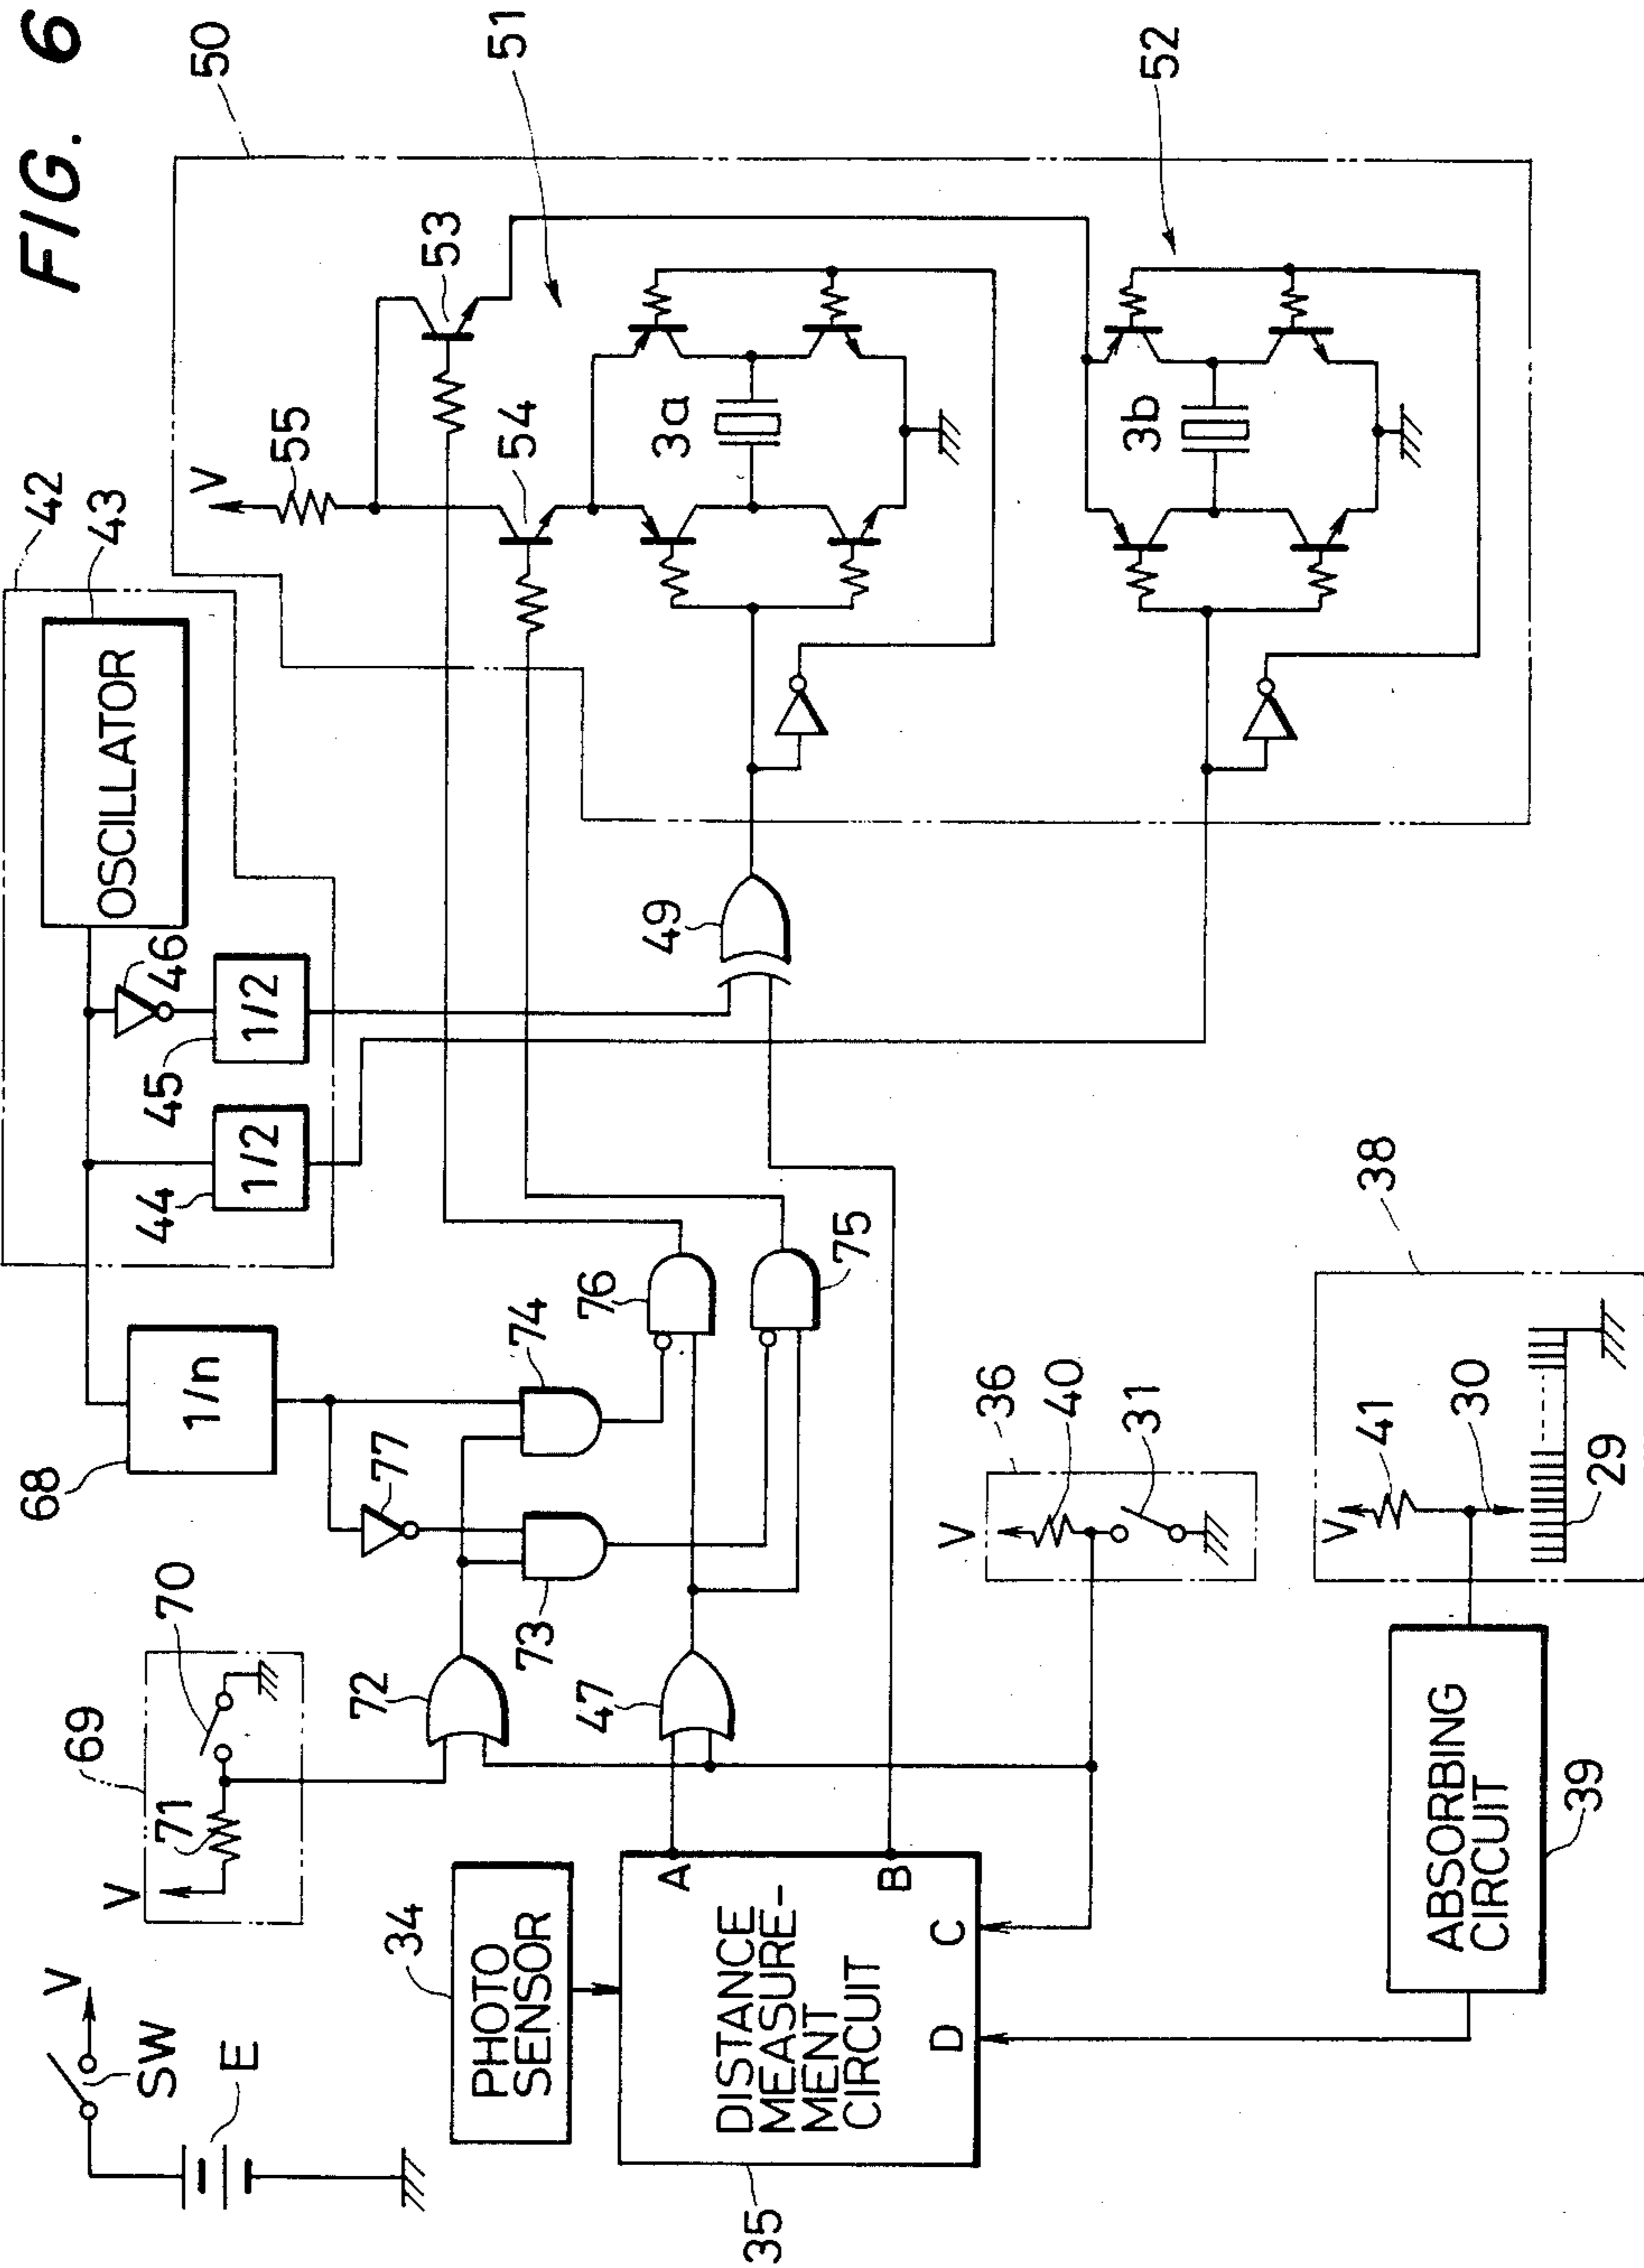 FIG. 6
50
51
52
42
43
OSCILLATOR
V
55
53
54
3a
3b
46
45
1/2
44
1/2
49
68
1/n
77
74
73
76
75
69
70
71
V
72
47
SW
V
E
34
PHOTO
SENSOR
35
DISTANCE
MEASURE-
MENT
CIRCUIT
A
B
C
D
36
V
40
31
38
V
41
30
29
ABSORBING
CIRCUIT
39